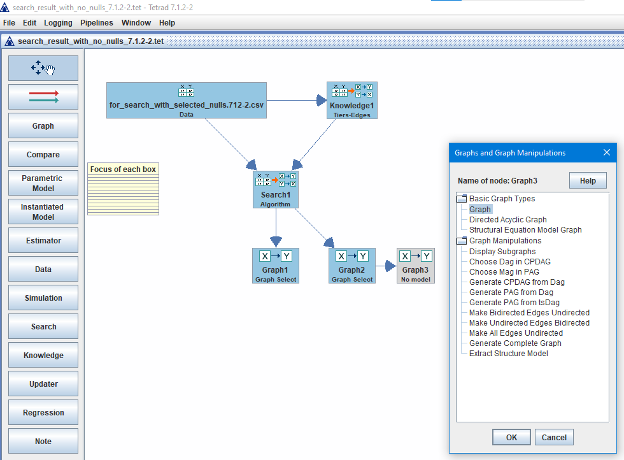 search_result_with_no_nulls_7.1.2-2.tet - Tetrad 7.1.2-2
File Edit Logging Pipelines Window Help
search_result_with_no_nulls_7.1.2-2.tet
Graph
Compare
Parametric
Model
Instantiated
Model
Estimator
Data
Simulation
Search
Knowledge
Updater
Regression
Note
for_search_with_selected_nulls.712-2.csv
Data
Knowledge1
Tiers-Edges
Focus of each box
Search1
Algorithm
X Y
Graph1
Graph Select
X Y
Graph2
Graph Select
X Y
Graph3
No model
Graphs and Graph Manipulations
Name of node: Graph3
Help
Basic Graph Types
Graph
Directed Acyclic Graph
Structural Equation Model Graph
Graph Manipulations
Display Subgraphs
Choose Dag in CPDAG
Choose Mag in PAG
Generate CPDAG from Dag
Generate PAG from Dag
Generate PAG from tsDag
Make Bidirected Edges Undirected
Make Undirected Edges Bidirected
Make All Edges Undirected
Generate Complete Graph
Extract Structure Model
OK
Cancel